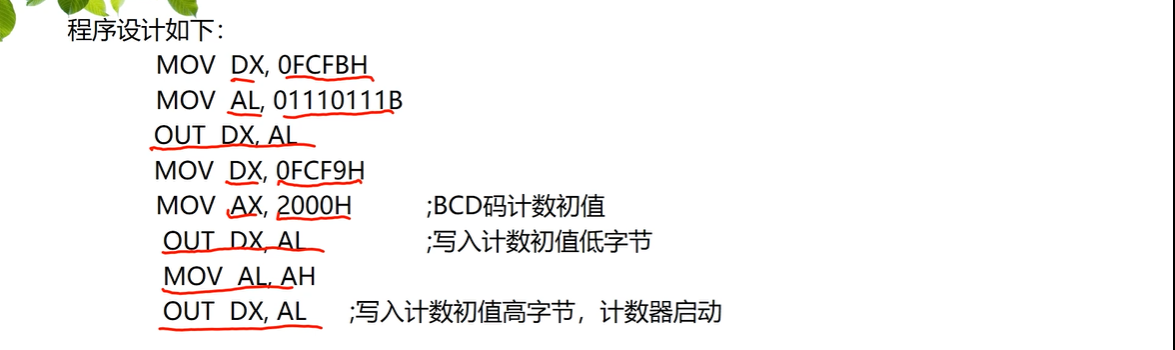 程序设计如下：
MOV DX, 0FCFBH
MOV AL, 01110111B
OUT DX, AL
MOV DX, 0FCF9H
MOV AX, 2000H ;BCD码计数初值
OUT DX, AL ;写入计数初值低字节
MOV AL, AH
OUT DX, AL ;写入计数初值高字节，计数器启动